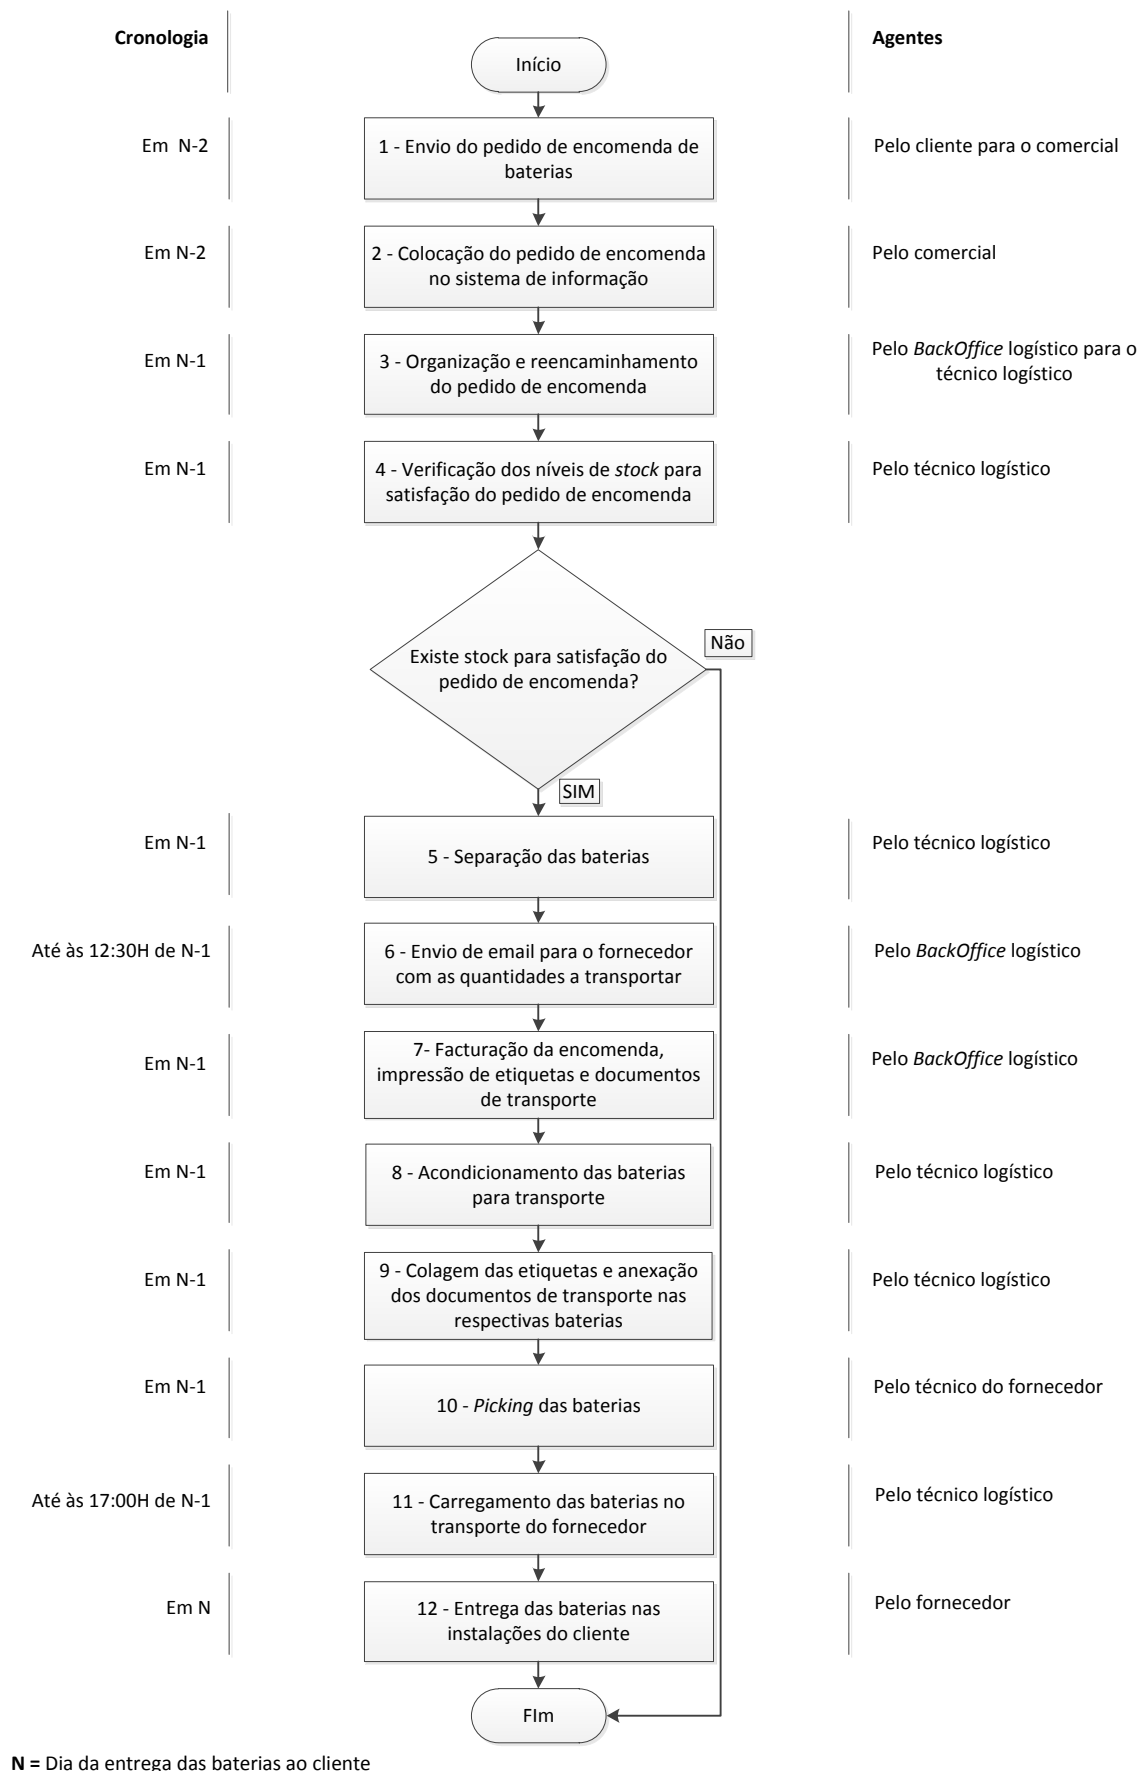 Cronologia
Agentes
Início
Em N-2
1 - Envio do pedido de encomenda de
baterias
Pelo cliente para o comercial
Em N-2
2 - Colocação do pedido de encomenda
no sistema de informação
Pelo comercial
Em N-1
3 - Organização e reencaminhamento
do pedido de encomenda
Pelo BackOffice logístico para o
técnico logístico
Em N-1
4 - Verificação dos níveis de stock para
satisfação do pedido de encomenda
Pelo técnico logístico
Existe stock para satisfação do
pedido de encomenda?
Não
SIM
Em N-1
5 - Separação das baterias
Pelo técnico logístico
Até às 12:30H de N-1
6 - Envio de email para o fornecedor
com as quantidades a transportar
Pelo BackOffice logístico
Em N-1
7- Facturação da encomenda,
impressão de etiquetas e documentos
de transporte
Pelo BackOffice logístico
Em N-1
8 - Acondicionamento das baterias
para transporte
Pelo técnico logístico
Em N-1
9 - Colagem das etiquetas e anexação
dos documentos de transporte nas
respectivas baterias
Pelo técnico logístico
Em N-1
10 - Picking das baterias
Pelo técnico do fornecedor
Até às 17:00H de N-1
11 - Carregamento das baterias no
transporte do fornecedor
Pelo técnico logístico
Em N
12 - Entrega das baterias nas
instalações do cliente
Pelo fornecedor
FIm
N = Dia da entrega das baterias ao cliente